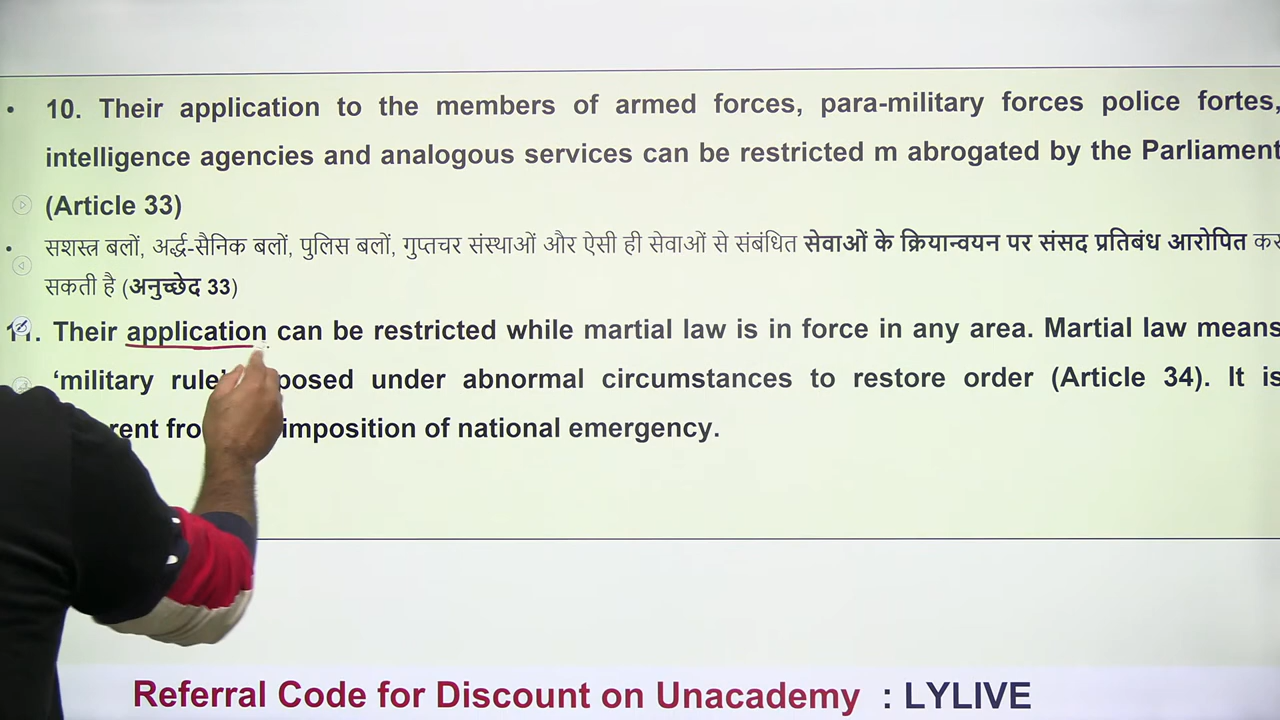 • 10. Their application to the members of armed forces, para-military forces police fortes,
intelligence agencies and analogous services can be restricted m abrogated by the Parliament
(Article 33)
• सशस्त्र बलों, अर्द्ध-सैनिक बलों, पुलिस बलों, गुप्तचर संस्थाओं और ऐसी ही सेवाओं से संबंधित सेवाओं के क्रियान्वयन पर संसद प्रतिबंध आरोपित कर
सकती है (अनुच्छेद 33)
11. Their application can be restricted while martial law is in force in any area. Martial law means
‘military rule’ posed under abnormal circumstances to restore order (Article 34). It is
rent fro imposition of national emergency.
Referral Code for Discount on Unacademy : LYLIVE